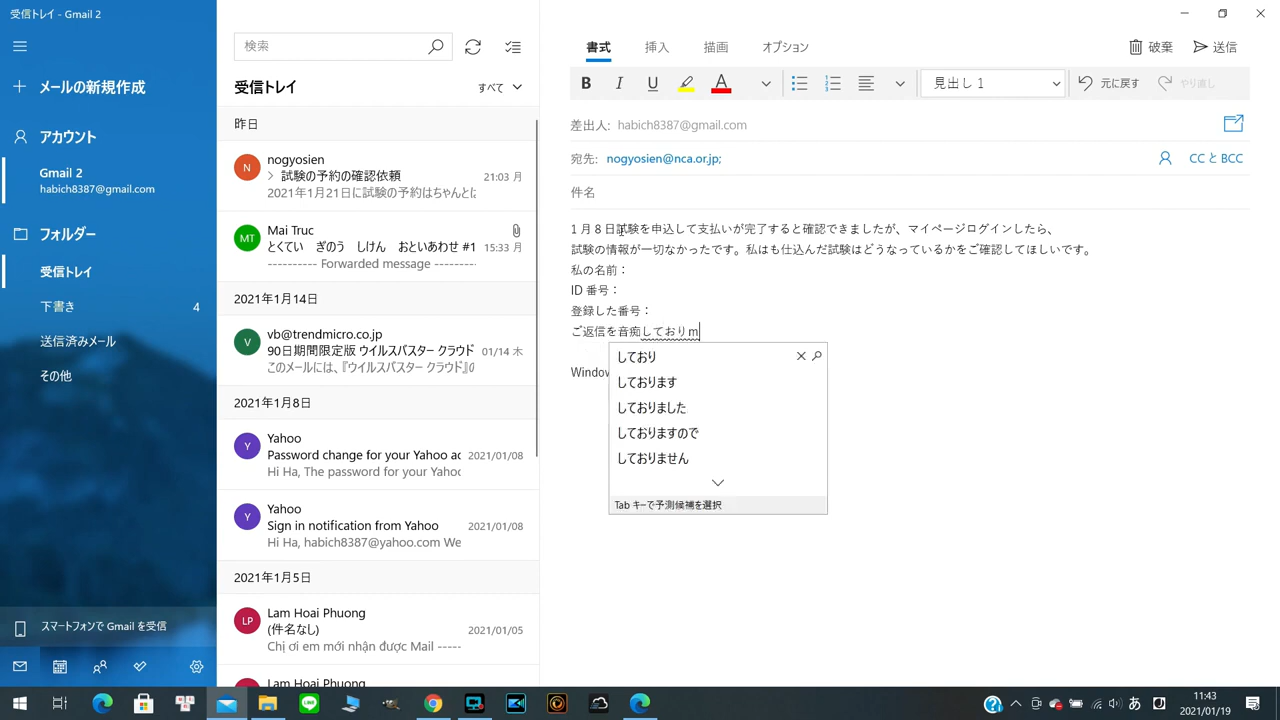 受信トレイ - Gmail 2
メールの新規作成
アカウント
Gmail 2
habich8387@gmail.com
フォルダー
受信トレイ
下書き 4
送信済みメール
その他
スマートフォンで Gmail を受信
検索
受信トレイ
すべて
昨日
N
nogyosien
試験の予約の確認依頼 21:03 月
2021年1月21日に試験の予約はちゃんとに
MT
Mai Truc
とくてい ぎのう しけん おといあわせ #1 15:33 月
---------- Forwarded message --------
2021年1月14日
V
vb@trendmicro.co.jp
90日期間限定版 ウイルスバスター クラウド 01/14 木
このメールには、『ウイルスバスター クラウド』の
2021年1月8日
Y
Yahoo
Password change for your Yahoo ac 2021/01/08
Hi Ha, The password for your Yahoo
Y
Yahoo
Sign in notification from Yahoo 2021/01/08
Hi Ha, habich8387@yahoo.com We
2021年1月5日
LP
Lam Hoai Phuong
(件名なし) 2021/01/05
Chị ơi em mới nhận được Mail -----
Lam Hoai Phuong
書式 挿入 描画 オプション
破棄 送信
B I U A 見出し 1 元に戻す やり直し
差出人: habich8387@gmail.com
宛先: nogyosien@nca.or.jp; CC と BCC
件名
1 月 8 日試験を申込して支払いが完了すると確認できましたが、マイページログインしたら、
試験の情報が一切なかったです。私はも仕込んだ試験はどうなっているかをご確認してほしいです。
私の名前：
ID 番号：
登録した番号：
ご返信を音痴しておりm
Window
しており
しております
しておりました
しておりますので
しておりません
Tab キーで予測候補を選択
LINE
あ
11:43
2021/01/19